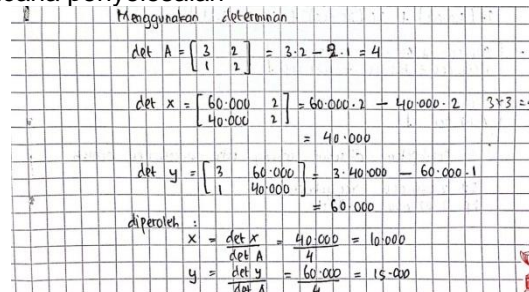 Menggunakan determinan
det A = [ 3 2 ] = 3·2 - 2·1 = 4
[ 1 2 ]
det x = [ 60·000 2 ] = 60·000·2 - 40·000·2
[ 40·000 2 ]
= 40·000
det y = [ 3 60·000 ] = 3·40·000 - 60·000·1
[ 1 40·000 ]
= 60·000
diperoleh :
x = det x / det A = 40·000 / 4 = 10·000
y = det y / det A = 60·000 / 4 = 15·000